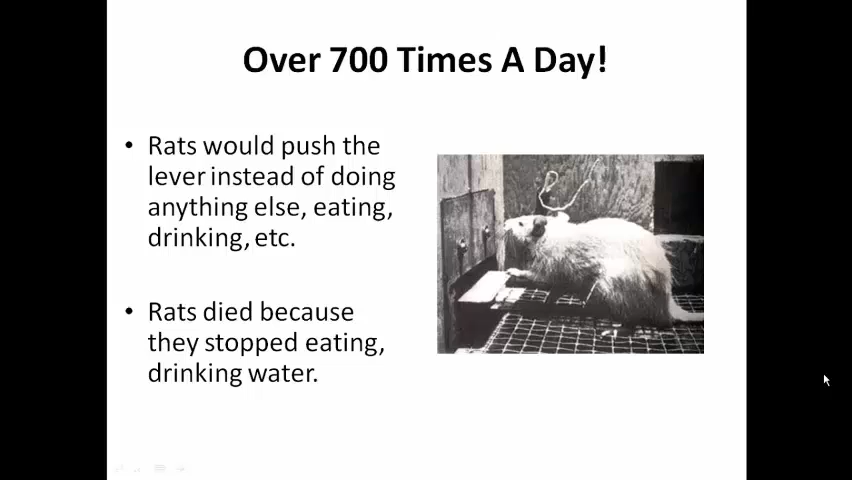 Over 700 Times A Day!
• Rats would push the
lever instead of doing
anything else, eating,
drinking, etc.
• Rats died because
they stopped eating,
drinking water.